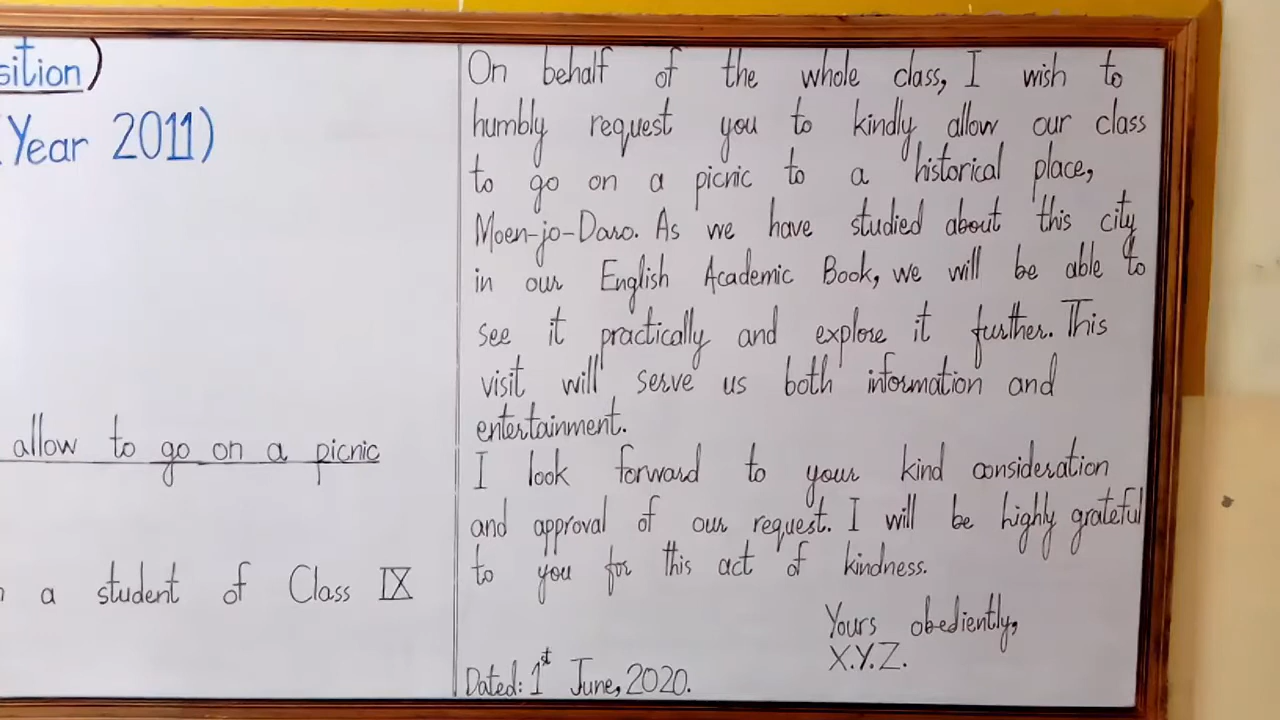 sition)
(Year 2011)
allow to go on a picnic
a student of Class IX
On behalf of the whole class, I wish to
humbly request you to kindly allow our class
to go on a picnic to a historical place,
Moen-jo-Daro. As we have studied about this city
in our English Academic Book, we will be able to
see it practically and explore it further. This
visit will serve us both information and
entertainment.
I look forward to your kind consideration
and approval of our request. I will be highly grateful
to you for this act of kindness.
Yours obediently,
X.Y.Z.
Dated: 1st June, 2020.